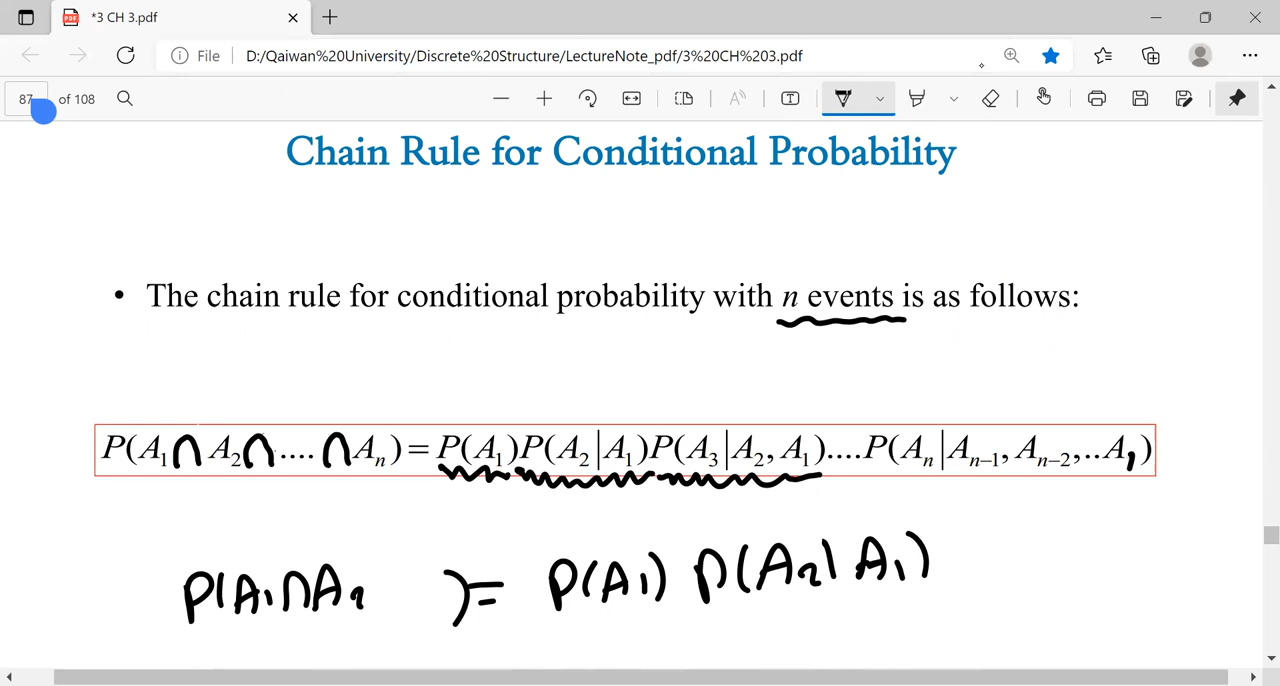 *3 CH 3.pdf
File D:/Qaiwan%20University/Discrete%20Structure/LectureNote_pdf/3%20CH%203.pdf
87 of 108
Chain Rule for Conditional Probability
• The chain rule for conditional probability with n events is as follows:
P(A₁∩A₂∩....∩Aₙ) = P(A₁)P(A₂|A₁)P(A₃|A₂, A₁)....P(Aₙ|Aₙ₋₁, Aₙ₋₂,..A₁)
P(A₁∩A₂ ) = P(A₁) P(A₂|A₁)